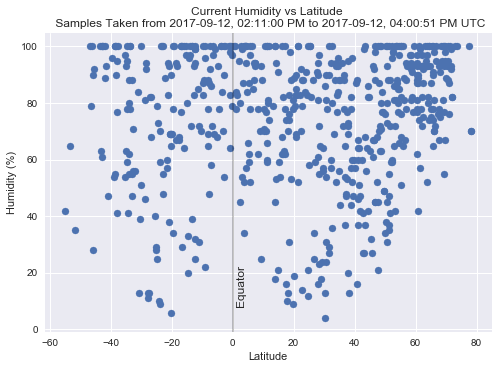 Current Humidity vs Latitude
Samples Taken from 2017-09-12, 02:11:00 PM to 2017-09-12, 04:00:51 PM UTC
100
80
60
40
20
0
Humidity (%)
Equator
−60
−40
−20
0
20
40
60
80
Latitude